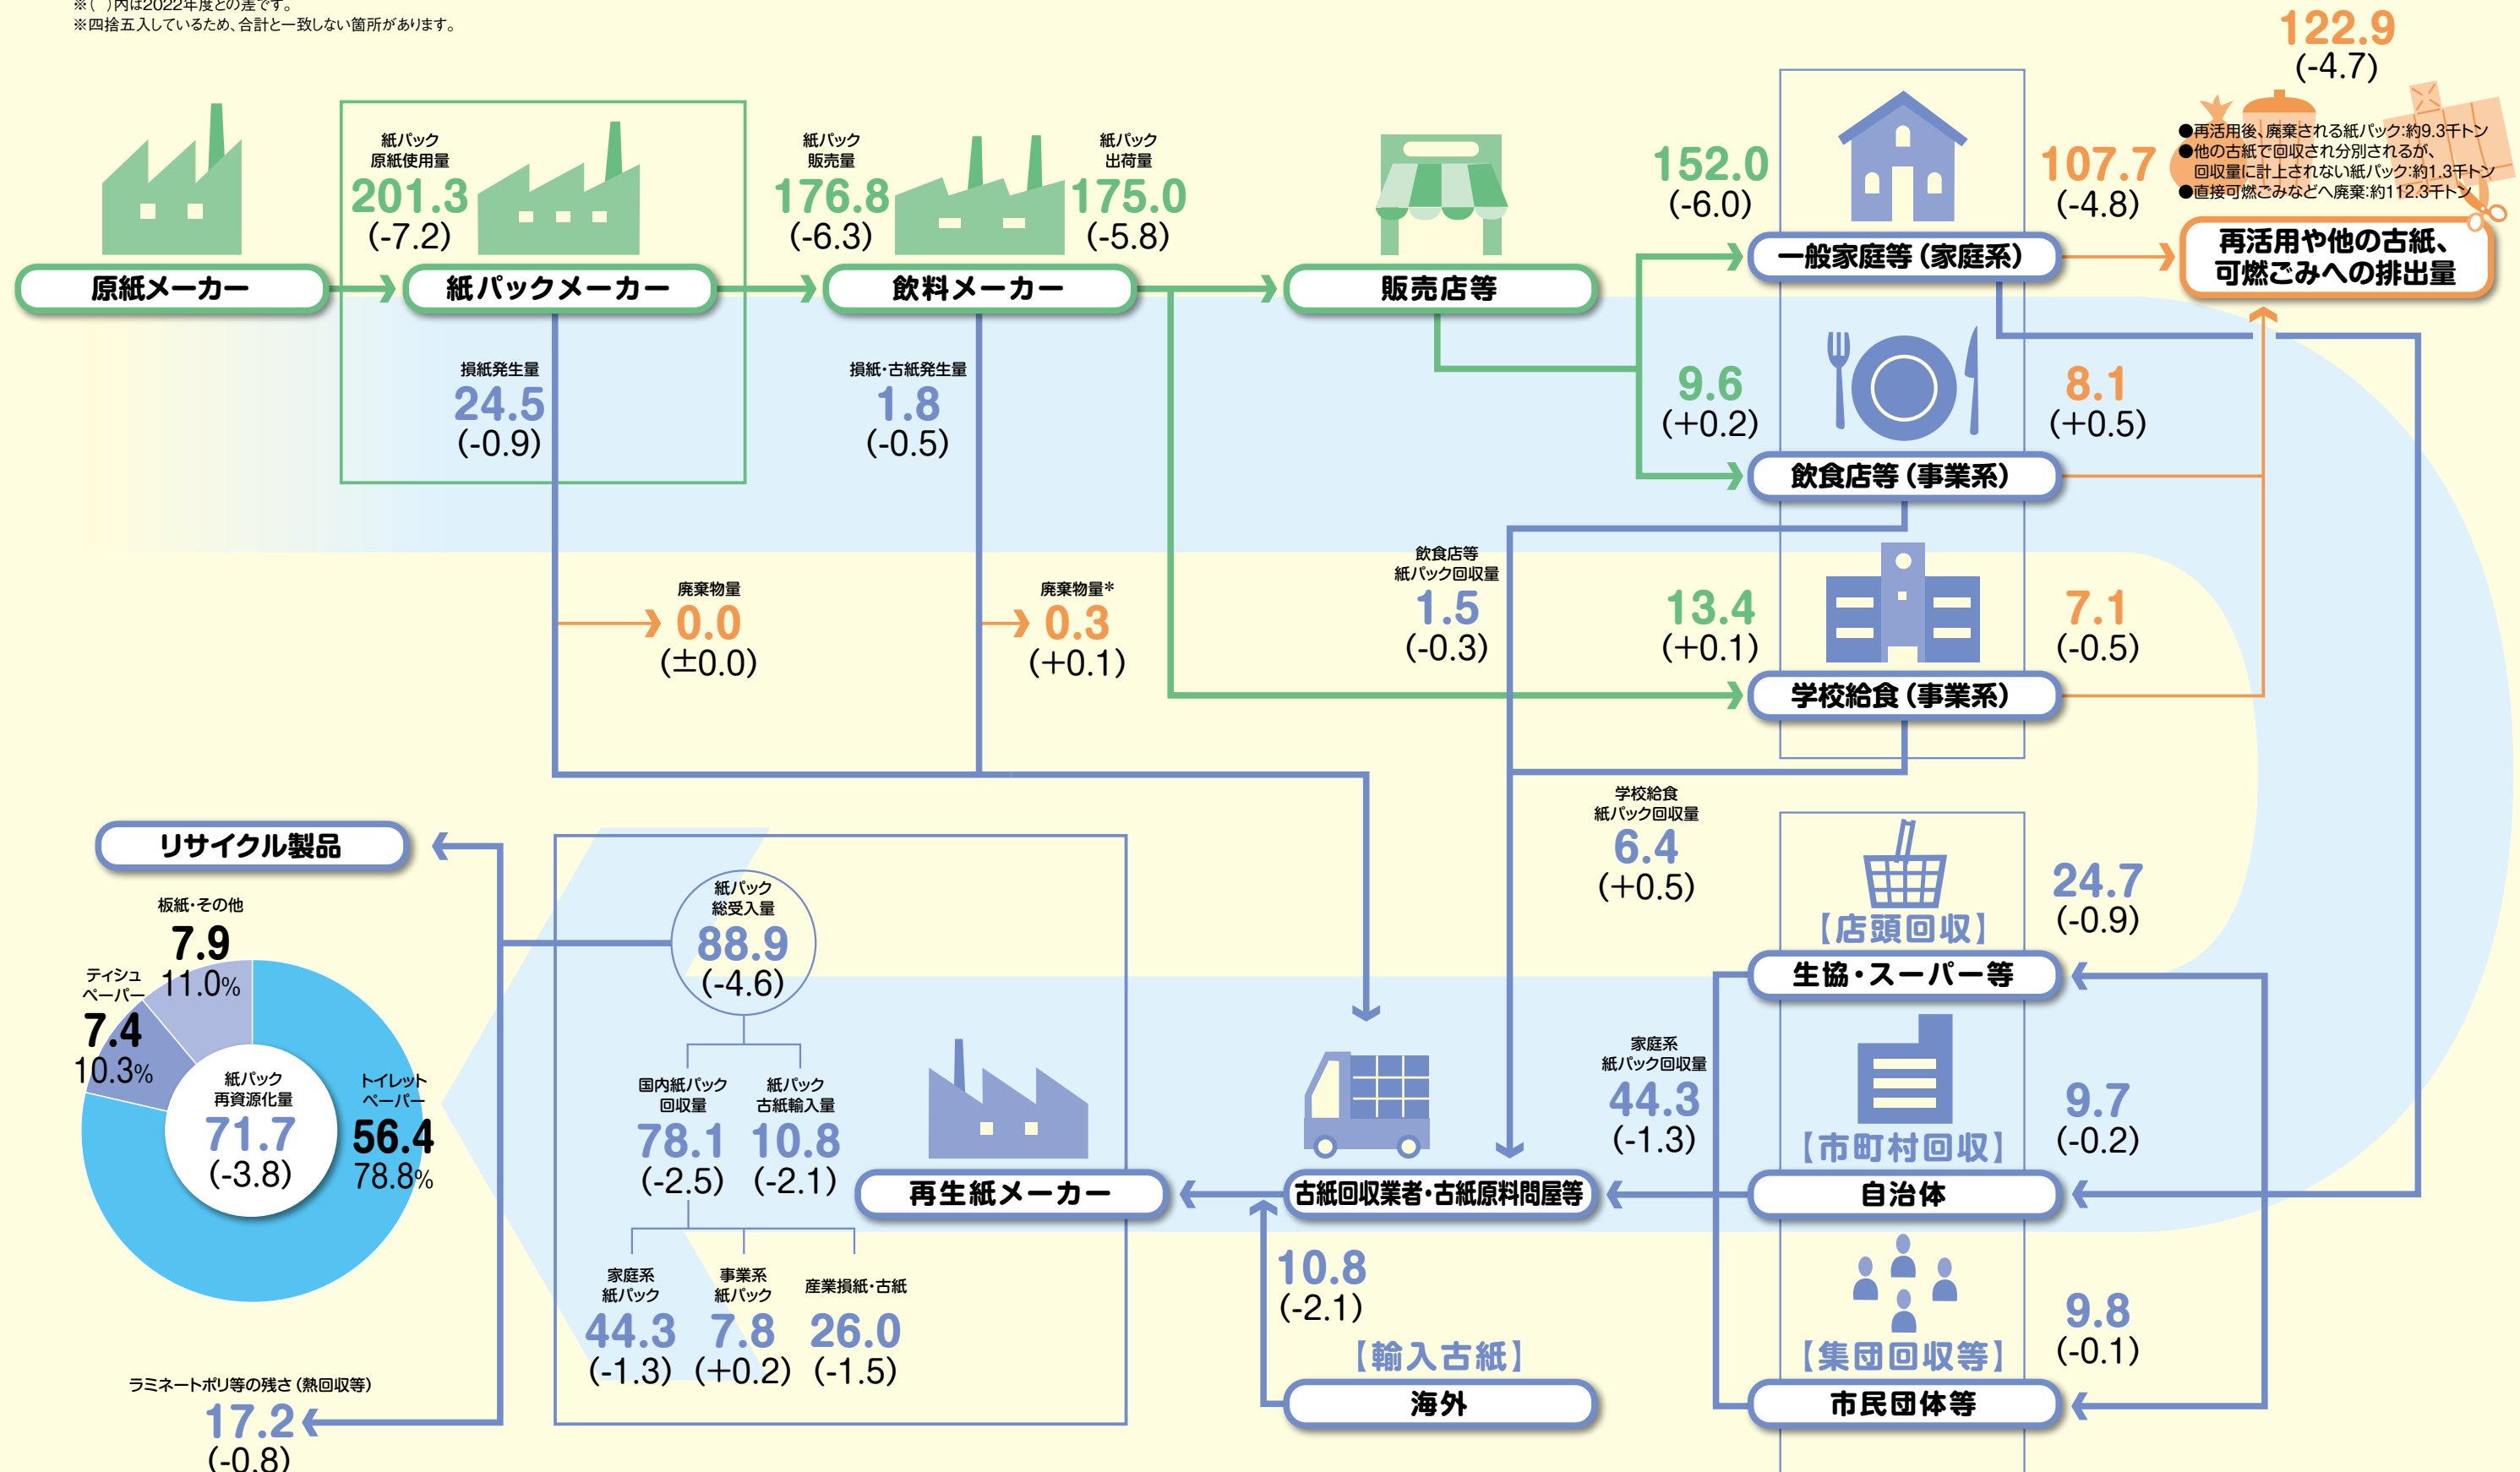 ※( )内は2022年度との差です。
※四捨五入しているため、合計と一致しない箇所があります。
122.9
(-4.7)
●再活用後、廃棄される紙パック:約9.3千トン
●他の古紙で回収され分別されるが、
回収量に計上されない紙パック:約1.3千トン
●直接可燃ごみなどへ廃棄:約112.3千トン
再活用や他の古紙、
可燃ごみへの排出量
原紙メーカー
紙パック
原紙使用量
201.3
(-7.2)
紙パックメーカー
紙パック
販売量
176.8
(-6.3)
飲料メーカー
紙パック
出荷量
175.0
(-5.8)
販売店等
152.0
(-6.0)
一般家庭等(家庭系)
107.7
(-4.8)
損紙発生量
24.5
(-0.9)
損紙・古紙発生量
1.8
(-0.5)
9.6
(+0.2)
飲食店等(事業系)
8.1
(+0.5)
廃棄物量
0.0
(±0.0)
廃棄物量*
0.3
(+0.1)
飲食店等
紙パック回収量
1.5
(-0.3)
13.4
(+0.1)
学校給食(事業系)
7.1
(-0.5)
学校給食
紙パック回収量
6.4
(+0.5)
【店頭回収】
生協・スーパー等
24.7
(-0.9)
家庭系
紙パック回収量
44.3
(-1.3)
【市町村回収】
自治体
9.7
(-0.2)
【集団回収等】
市民団体等
9.8
(-0.1)
古紙回収業者・古紙原料問屋等
10.8
(-2.1)
【輸入古紙】
海外
再生紙メーカー
紙パック
総受入量
88.9
(-4.6)
国内紙パック
回収量
78.1
(-2.5)
紙パック
古紙輸入量
10.8
(-2.1)
家庭系
紙パック
44.3
(-1.3)
事業系
紙パック
7.8
(+0.2)
産業損紙・古紙
26.0
(-1.5)
リサイクル製品
板紙・その他
7.9
11.0%
ティシュ
ペーパー
7.4
10.3%
紙パック
再資源化量
71.7
(-3.8)
トイレット
ペーパー
56.4
78.8%
ラミネートポリ等の残さ(熱回収等)
17.2
(-0.8)